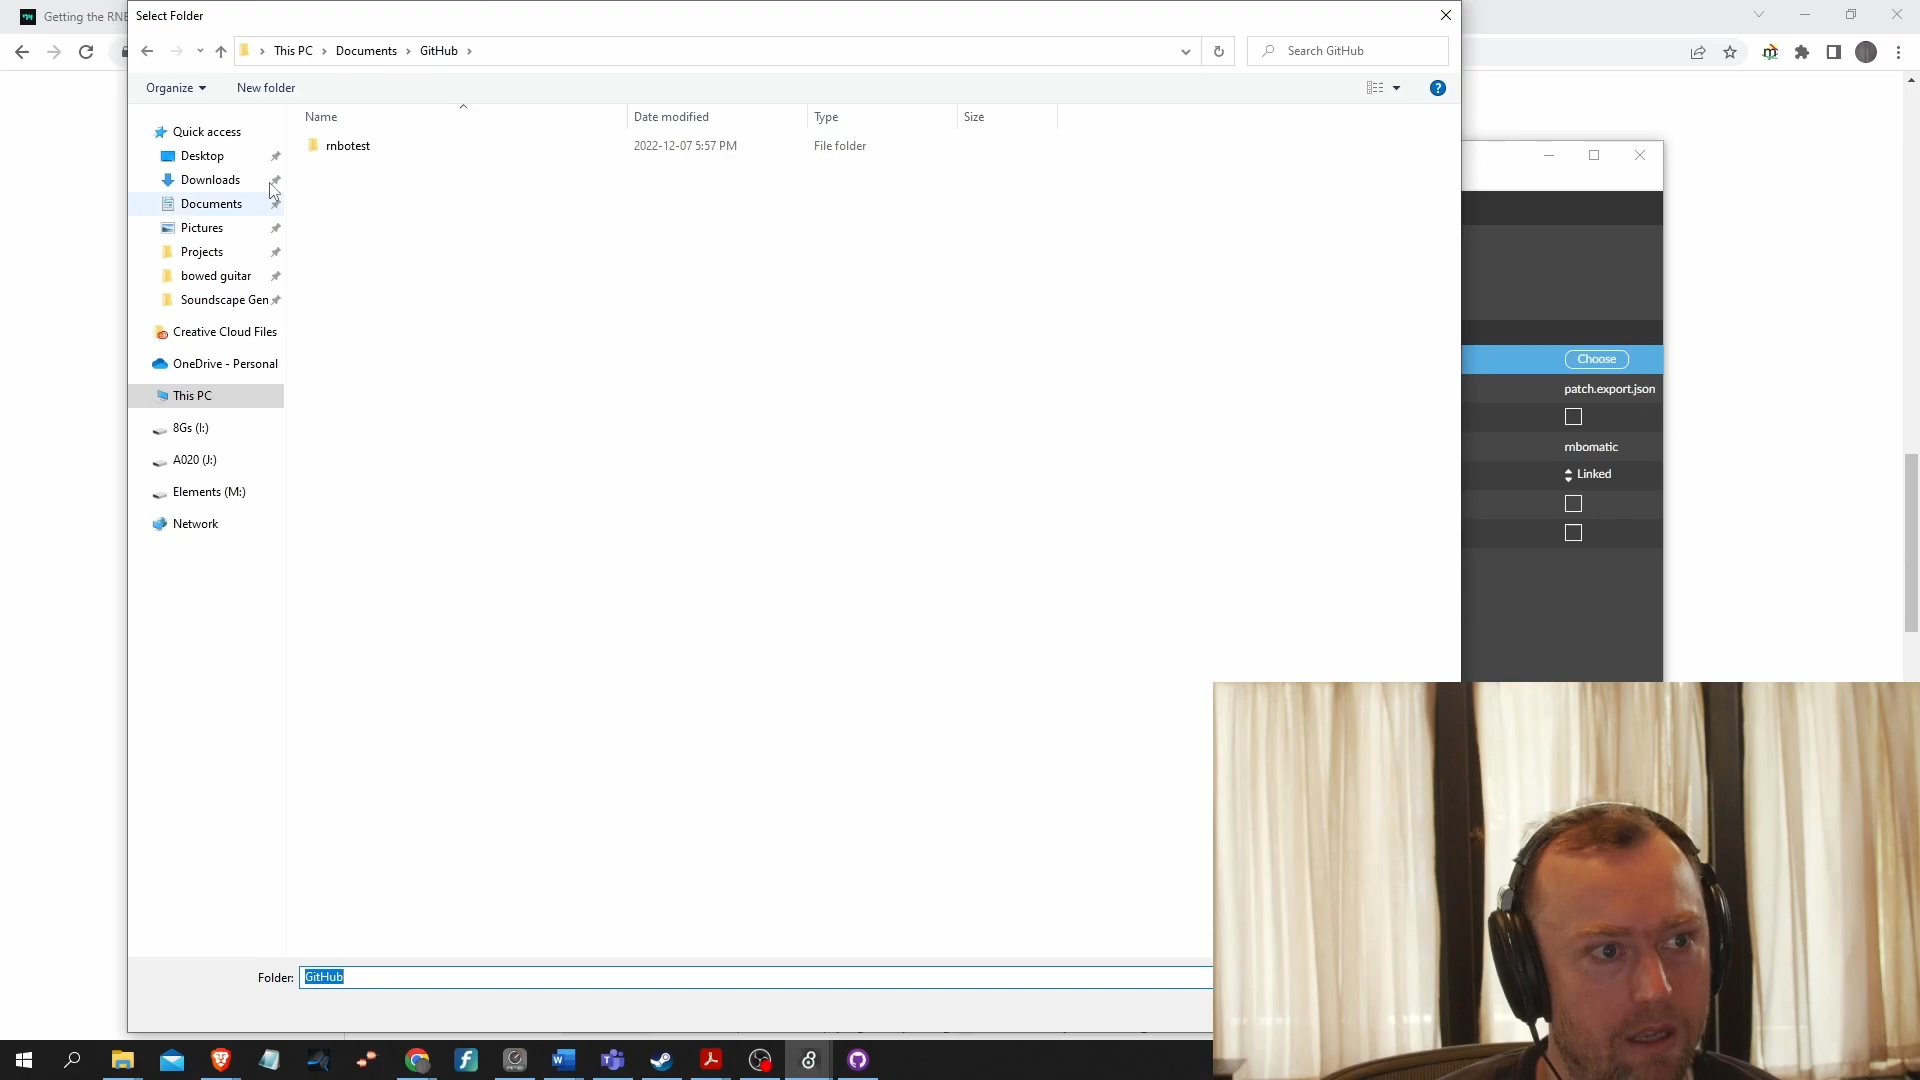 Getting the RNB
Select Folder
This PC > Documents > GitHub >
Search GitHub
Organize
New folder
Name
Date modified
Type
Size
rnbotest
2022-12-07 5:57 PM
File folder
Quick access
Desktop
Downloads
Documents
Pictures
Projects
bowed guitar
Soundscape Gen
Creative Cloud Files
OneDrive - Personal
This PC
8Gs (I:)
A020 (J:)
Elements (M:)
Network
Choose
patch.export.json
rnbomatic
Linked
Folder: GitHub